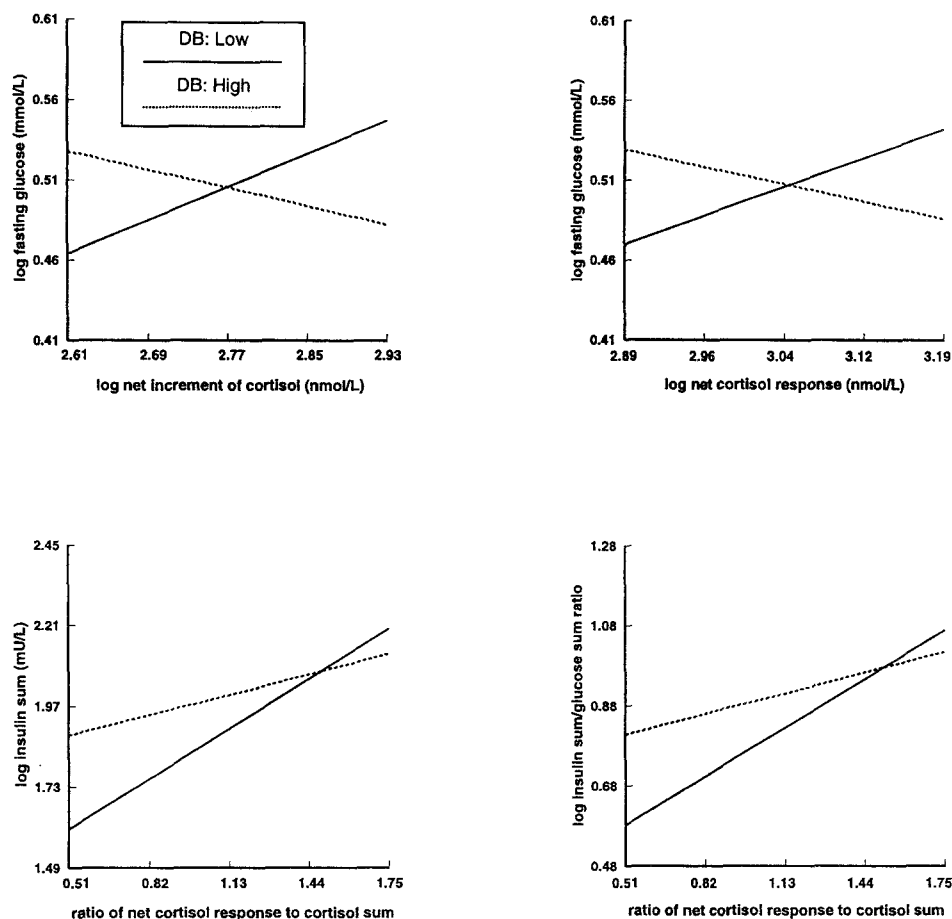 0.61
DB: Low
DB: High
0.56
0.51
0.46
0.41
log fasting glucose (mmol/L)
2.61 2.69 2.77 2.85 2.93
log net increment of cortisol (nmol/L)
0.61
0.56
0.51
0.46
0.41
log fasting glucose (mmol/L)
2.89 2.96 3.04 3.12 3.19
log net cortisol response (nmol/L)
2.45
2.21
1.97
1.73
1.49
log insulin sum (mU/L)
0.51 0.82 1.13 1.44 1.75
ratio of net cortisol response to cortisol sum
1.28
1.08
0.88
0.68
0.48
log insulin sum/glucose sum ratio
0.51 0.82 1.13 1.44 1.75
ratio of net cortisol response to cortisol sum